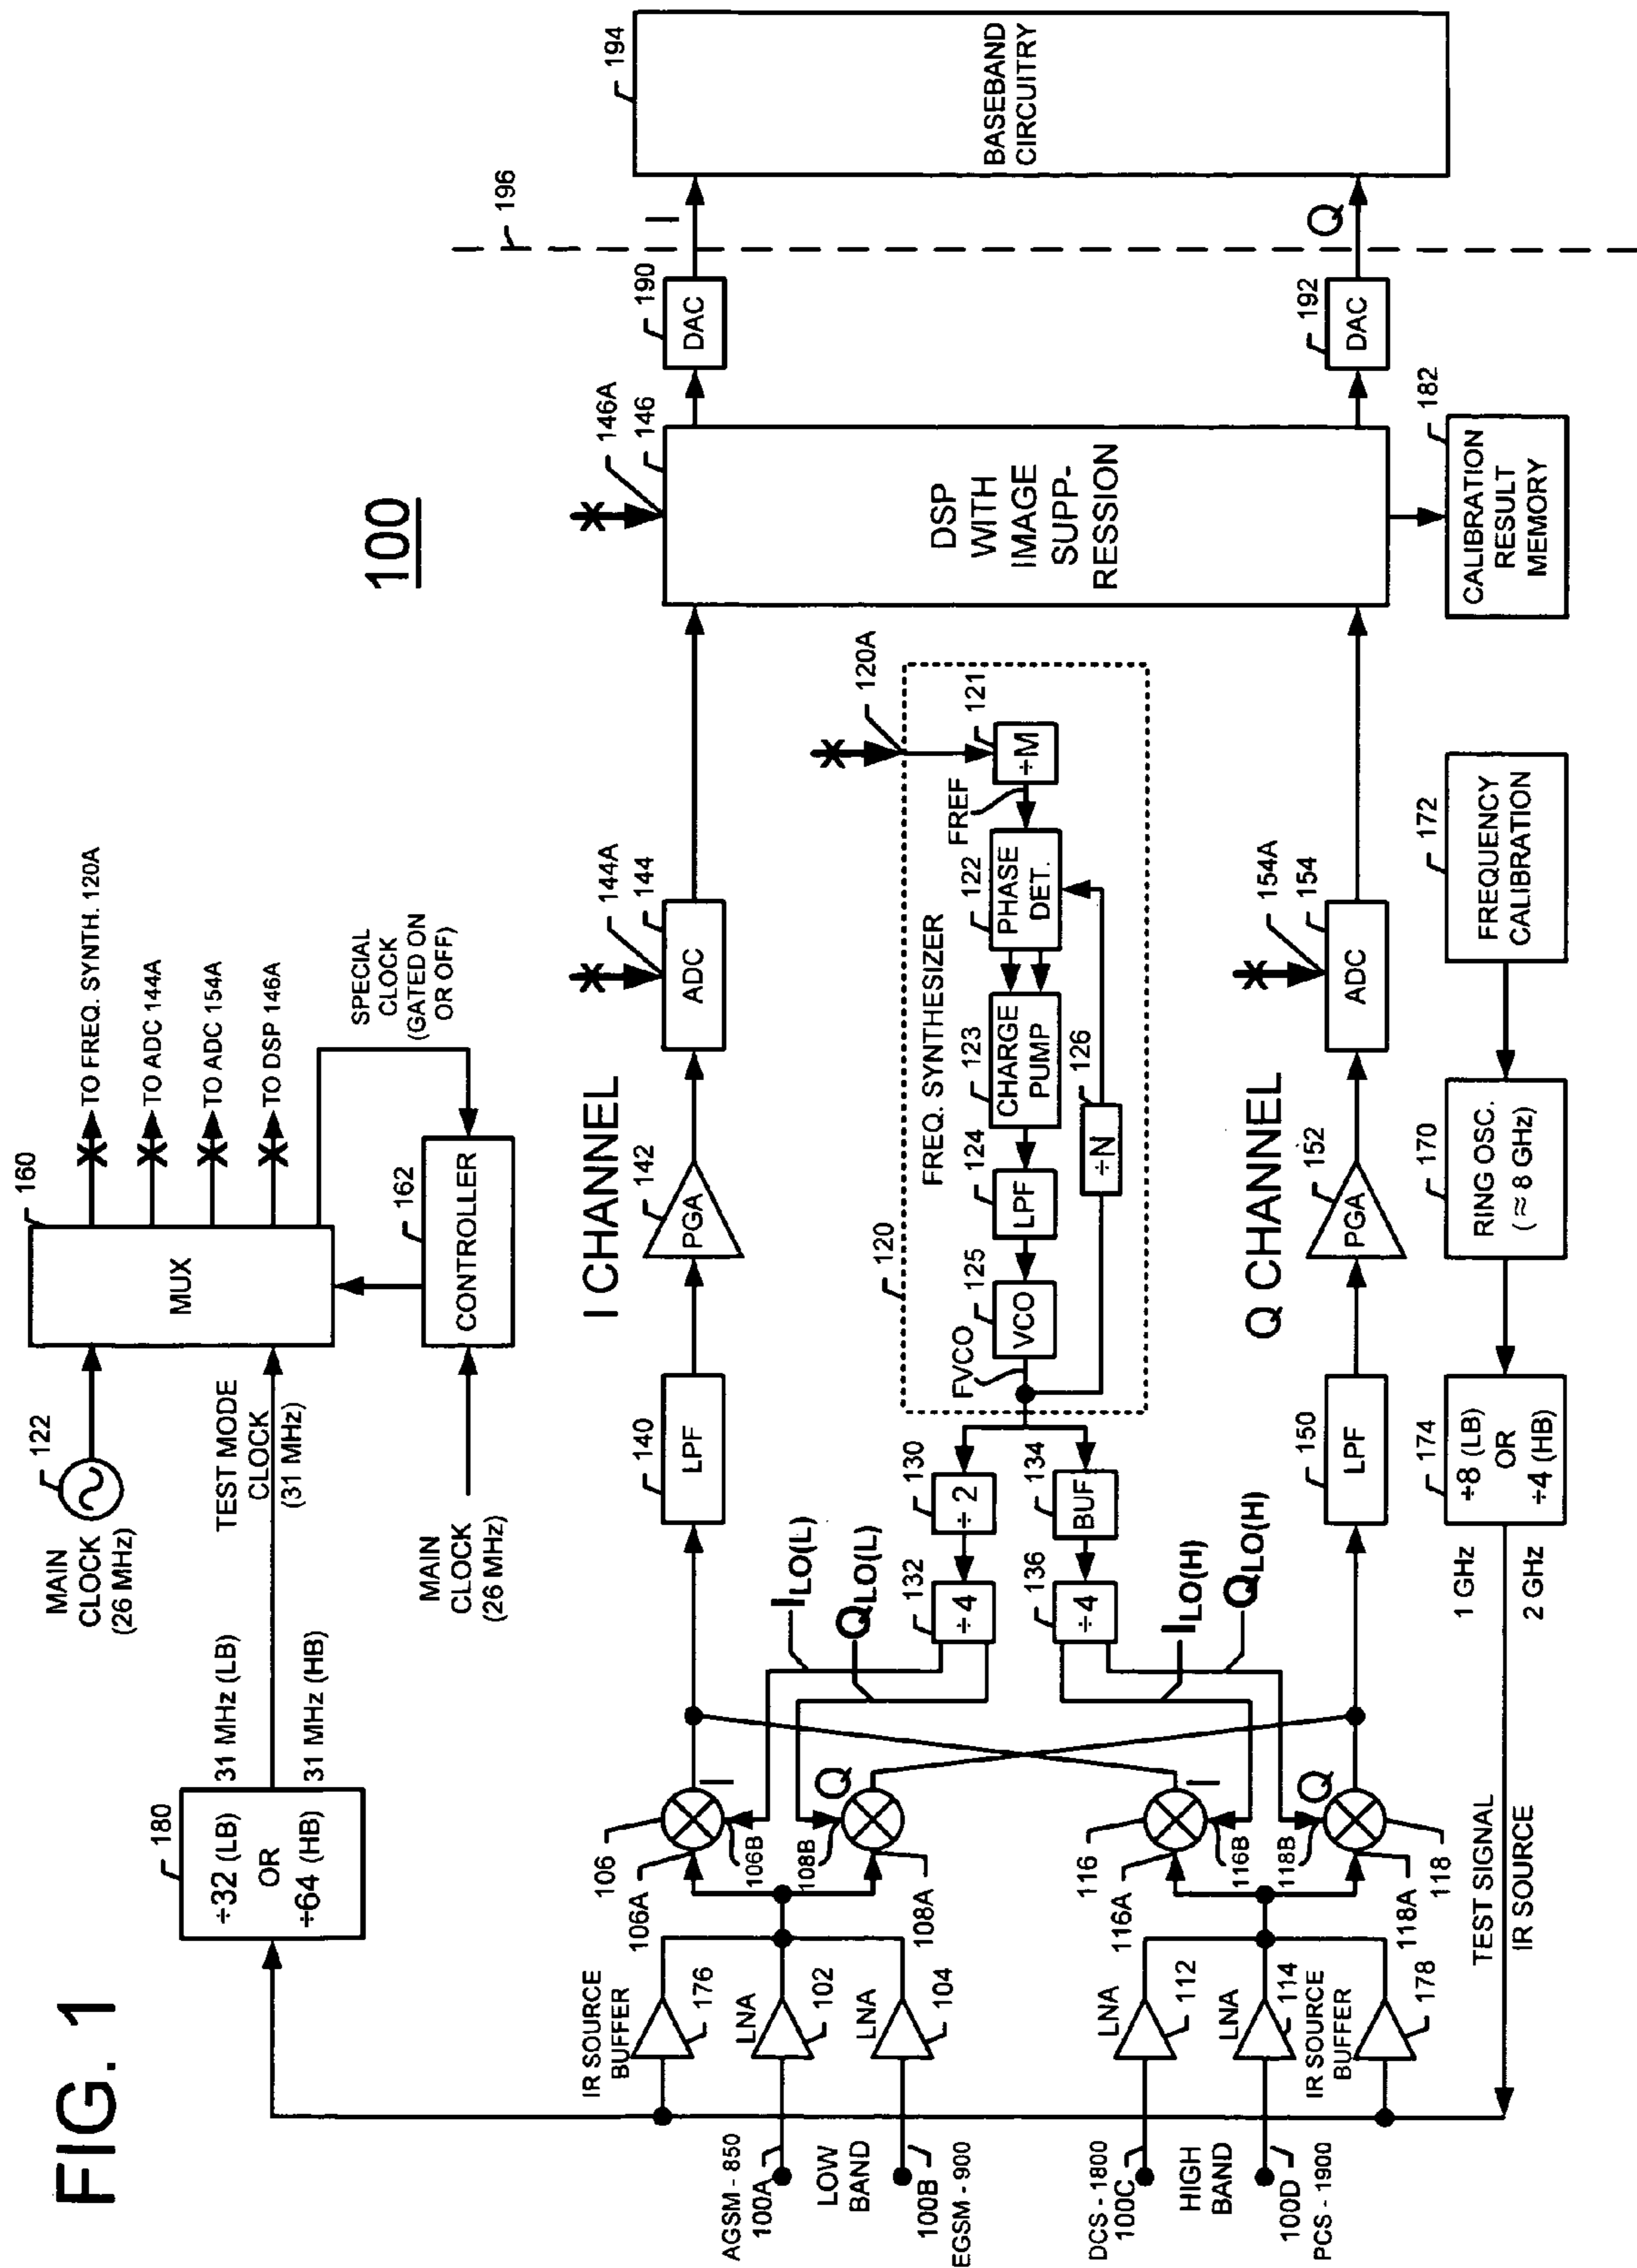 FIG. 1
100
180
÷32 (LB)
OR
÷64 (HB)
31 MHz (LB)
31 MHz (HB)
MAIN
CLOCK
(26 MHz)
122
TEST MODE
CLOCK
(31 MHz)
MAIN
CLOCK
(26 MHz)
160
MUX
162
CONTROLLER
TO FREQ. SYNTH. 120A
TO ADC 144A
TO ADC 154A
TO DSP 146A
SPECIAL
CLOCK
(GATED ON
OR OFF)
IR SOURCE
BUFFER
176
AGSM - 850
100A
LNA
102
LOW
BAND
LNA
104
100B
EGSM - 900
106
106A
I
106B
108B
Q
108A
140
LPF
I CHANNEL
142
PGA
144A
144
ADC
146A
146
DSP
WITH
IMAGE
SUPP-
RESSION
190
DAC
I
196
194
BASEBAND
CIRCUITRY
ILO(L)
QLO(L)
132
÷4
130
÷ 2
134
BUF
136
÷4
ILO(H)
QLO(H)
120
FREQ. SYNTHESIZER
FVCO
125
VCO
124
LPF
123
CHARGE
PUMP
122
PHASE
DET.
FREF
121
÷M
120A
126
÷N
DCS - 1800
100C
LNA
112
HIGH
BAND
LNA
114
100D
PCS - 1900
IR SOURCE
BUFFER
178
116
116A
I
116B
118B
Q
118A
118
150
LPF
Q CHANNEL
152
PGA
154A
154
ADC
192
DAC
Q
182
CALIBRATION
RESULT
MEMORY
TEST SIGNAL
IR SOURCE
1 GHz
2 GHz
174
÷8 (LB)
OR
÷4 (HB)
170
RING OSC.
(≈ 8 GHz)
172
FREQUENCY
CALIBRATION